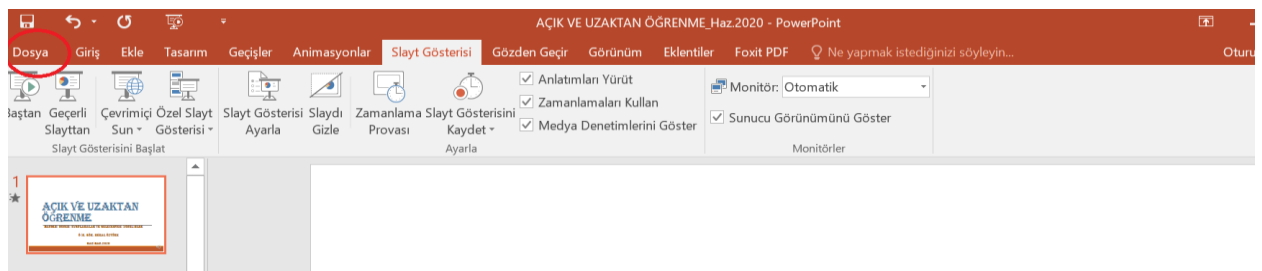 AÇIK VE UZAKTAN ÖĞRENME_Haz.2020 - PowerPoint
Dosya Giriş Ekle Tasarım Geçişler Animasyonlar Slayt Gösterisi Gözden Geçir Görünüm Eklentiler Foxit PDF Ne yapmak istediğinizi söyleyin... Oturu
Baştan Geçerli Slayttan Çevrimiçi Sun Özel Slayt Gösterisi Slayt Gösterisi Ayarla Slaydı Gizle Zamanlama Provası Slayt Gösterisini Kaydet
Anlatımları Yürüt
Zamanlamaları Kullan
Medya Denetimlerini Göster
Monitör: Otomatik
Sunucu Görünümünü Göster
Slayt Gösterisini Başlat Ayarla Monitörler
1
AÇIK VE UZAKTAN
ÖĞRENME